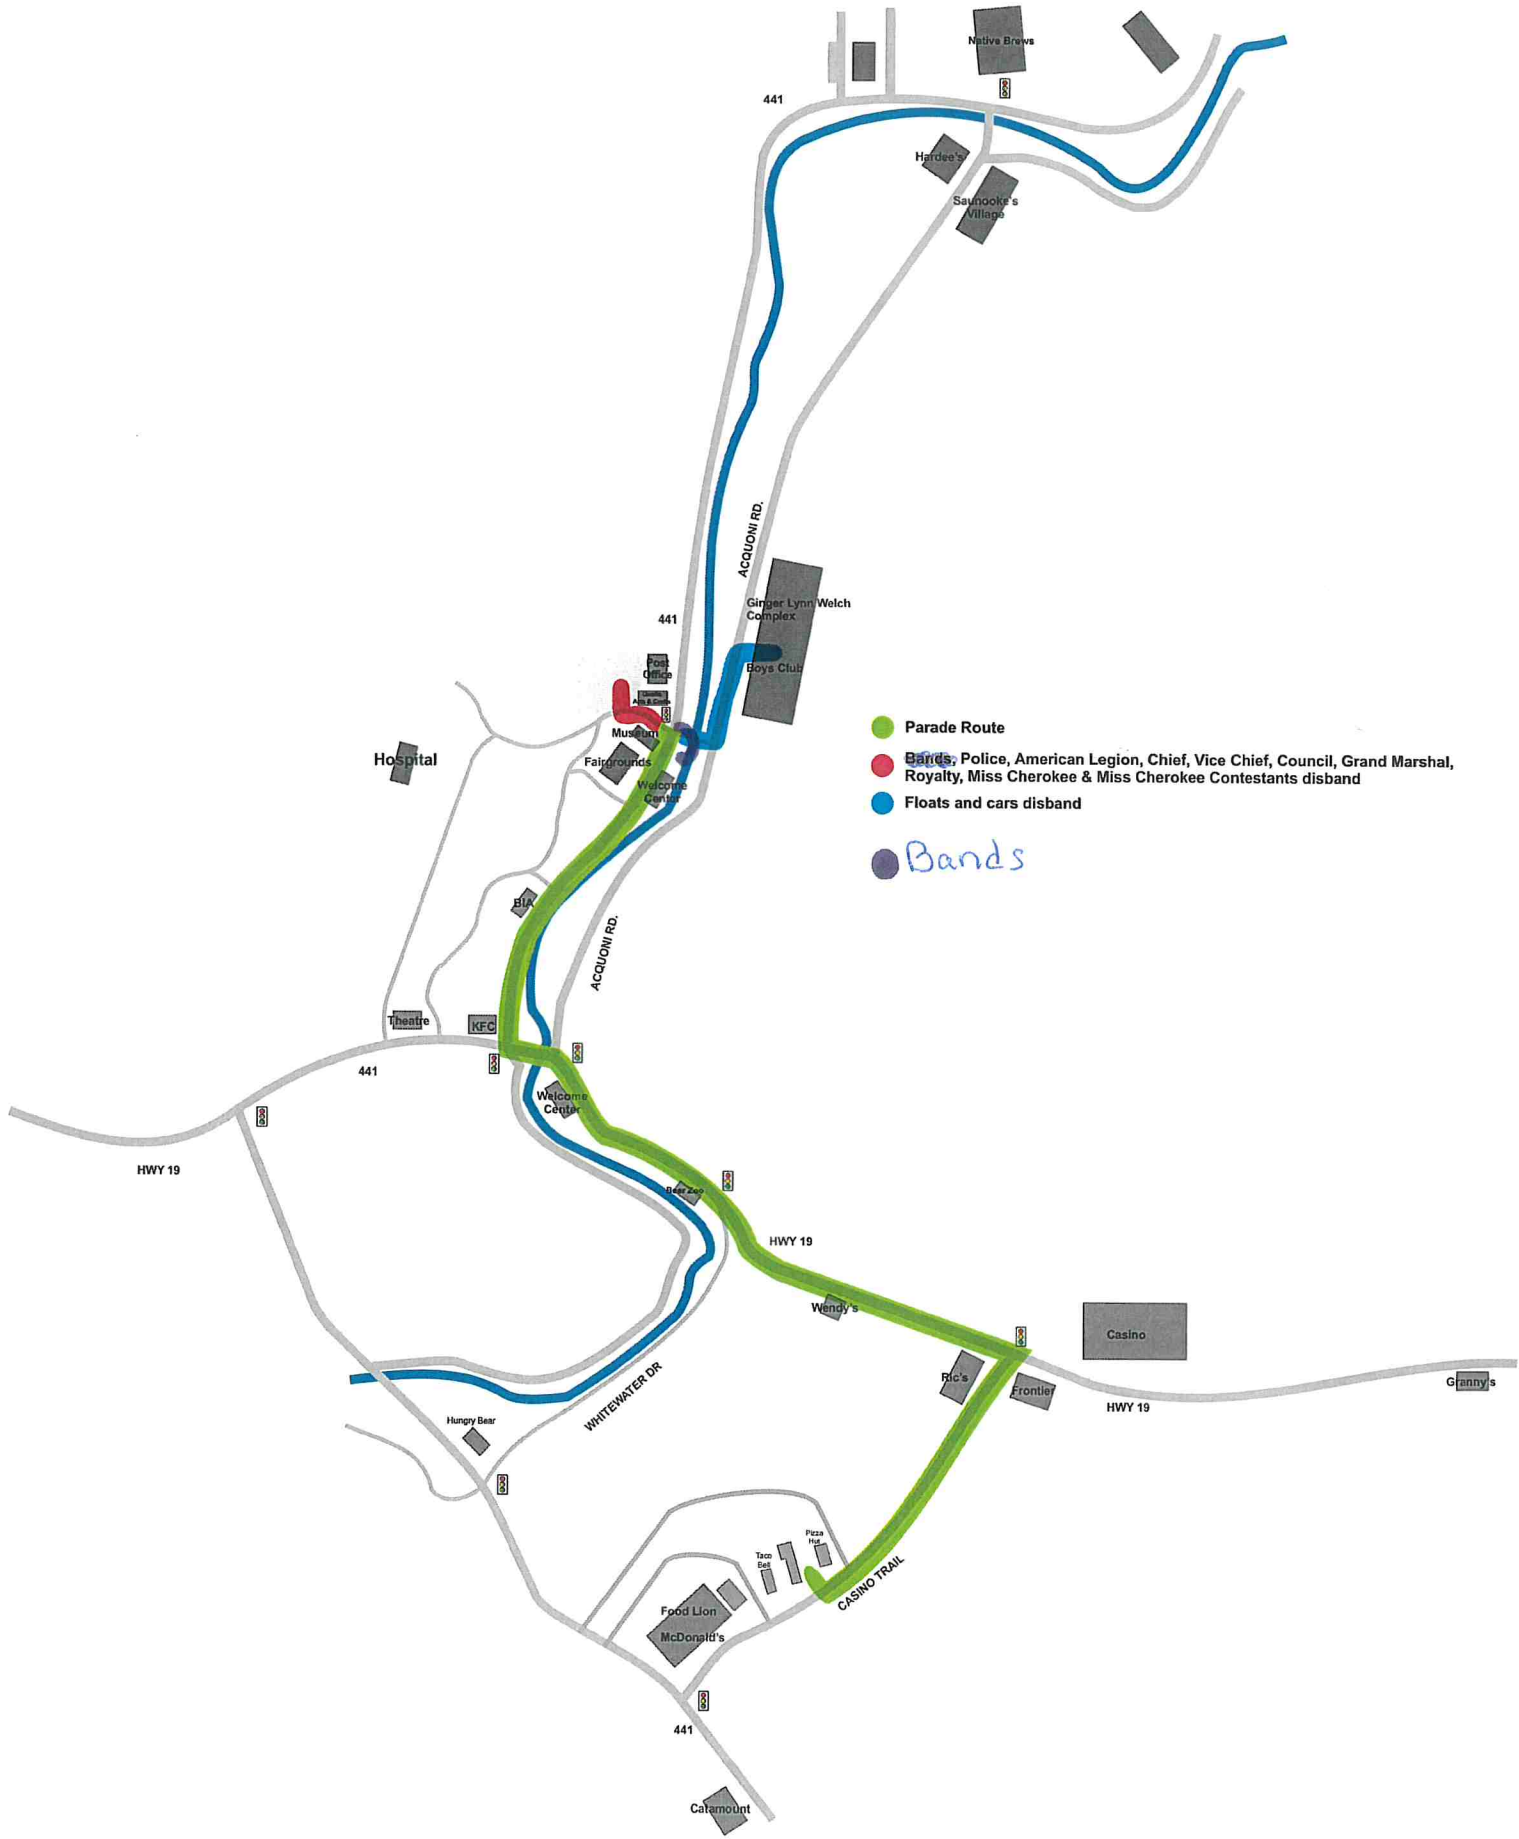 Native Brews
441
Hardee's
Saunooke's
Village
ACQUONI RD.
Ginger Lynn Welch
Complex
441
Post
Office
Boys Club
Arts & Crafts
Museum
Hospital
Fairgrounds
Welcome
Center
Parade Route
Bands, Police, American Legion, Chief, Vice Chief, Council, Grand Marshal,
Royalty, Miss Cherokee & Miss Cherokee Contestants disband
Floats and cars disband
Bands
BIA
ACQUONI RD.
Theatre
KFC
441
Welcome
Center
HWY 19
Bear Zoo
HWY 19
Wendy's
Casino
Ric's
Frontier
Granny's
HWY 19
WHITEWATER DR
Hungry Bear
Pizza
Hut
Taco
Bell
CASINO TRAIL
Food Lion
McDonald's
441
Catamount